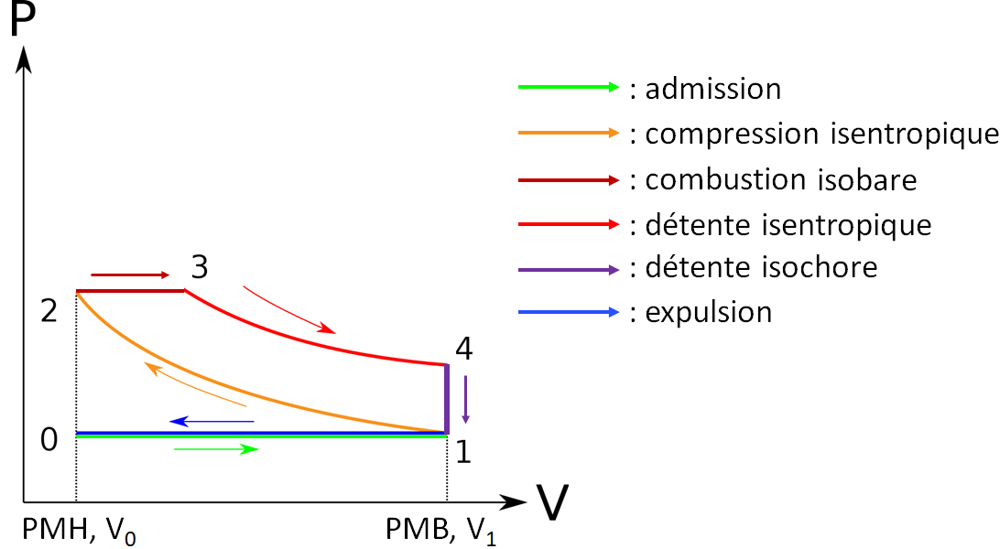 P
: admission
: compression isentropique
: combustion isobare
: détente isentropique
: détente isochore
: expulsion
3
2
4
0
1
V
PMH, V₀
PMB, V₁